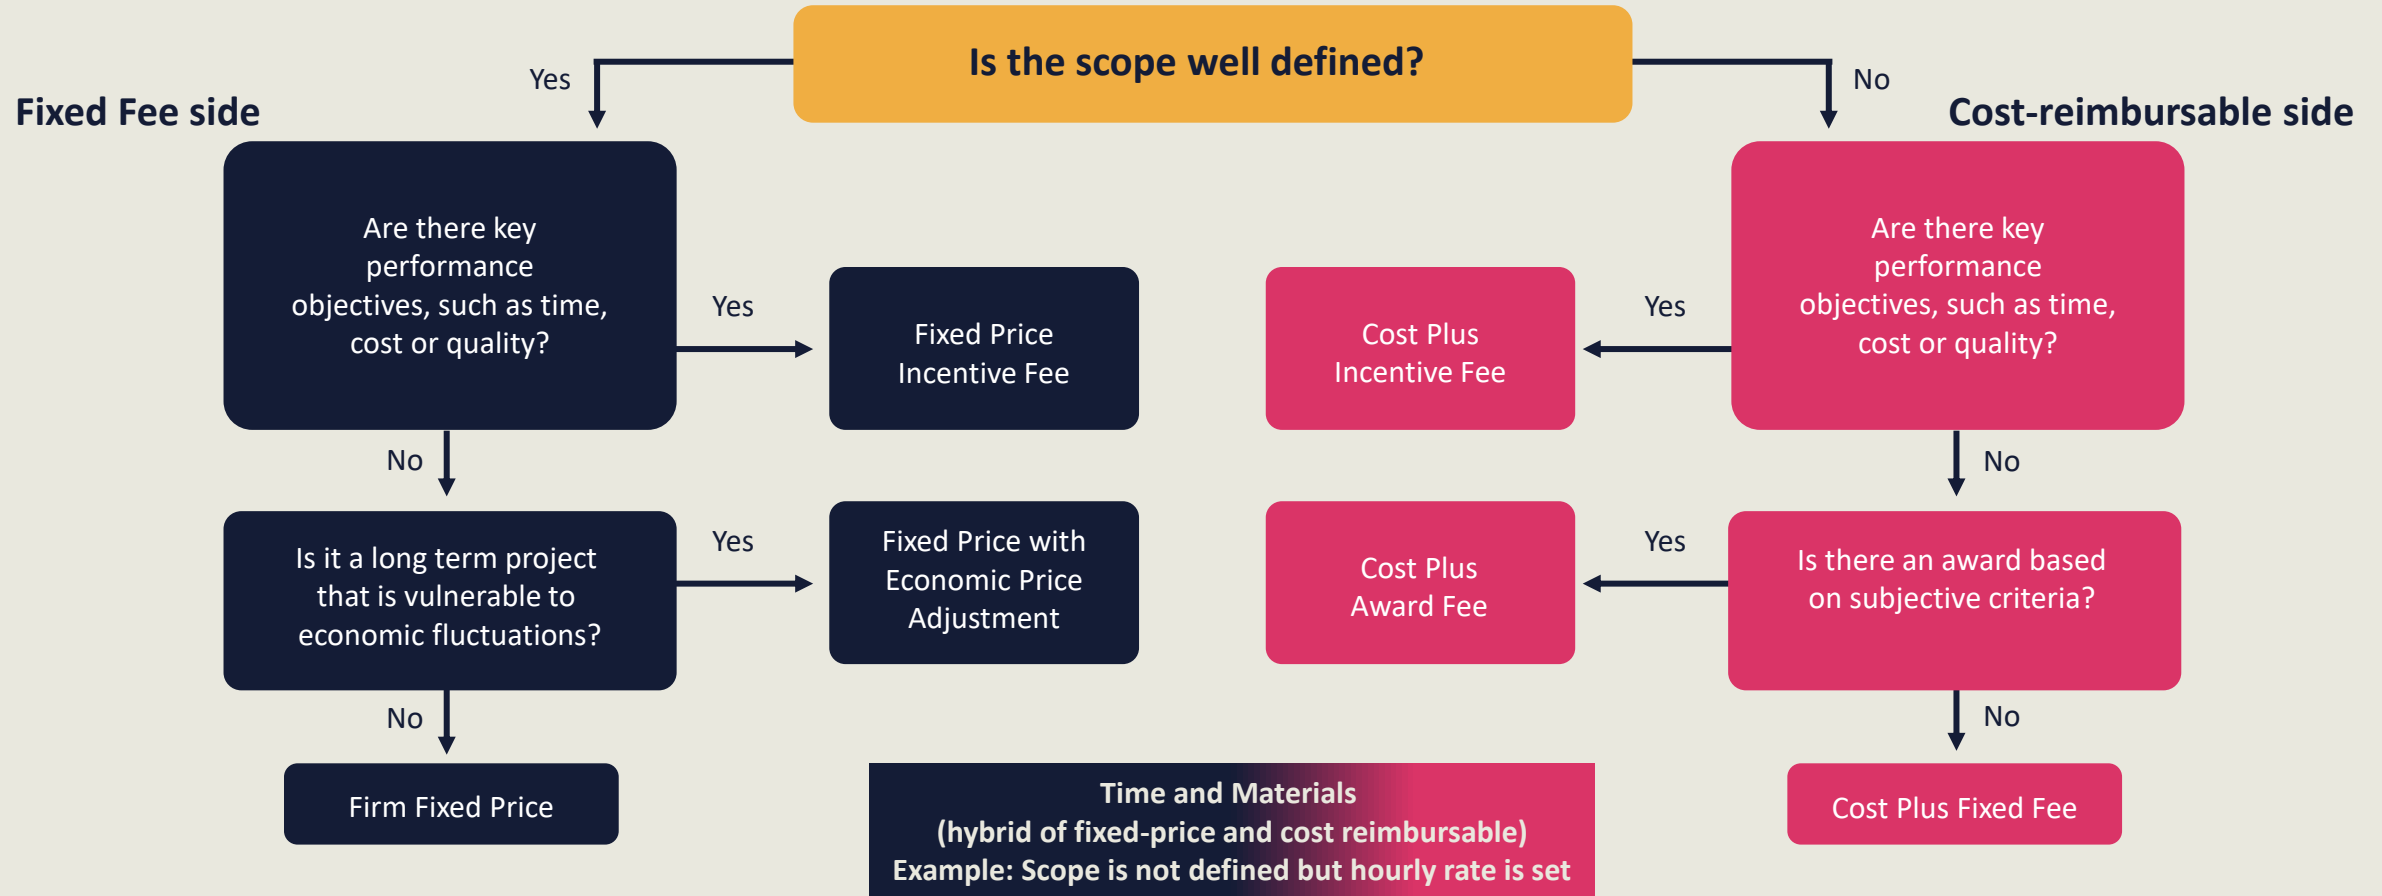 Is the scope well defined?
Yes
No
Fixed Fee side
Cost-reimbursable side
Are there key
performance
objectives, such as time,
cost or quality?
Yes
Fixed Price
Incentive Fee
Cost Plus
Incentive Fee
Yes
Are there key
performance
objectives, such as time,
cost or quality?
No
No
Is it a long term project
that is vulnerable to
economic fluctuations?
Yes
Fixed Price with
Economic Price
Adjustment
Cost Plus
Award Fee
Yes
Is there an award based
on subjective criteria?
No
No
Firm Fixed Price
Time and Materials
(hybrid of fixed-price and cost reimbursable)
Example: Scope is not defined but hourly rate is set
Cost Plus Fixed Fee